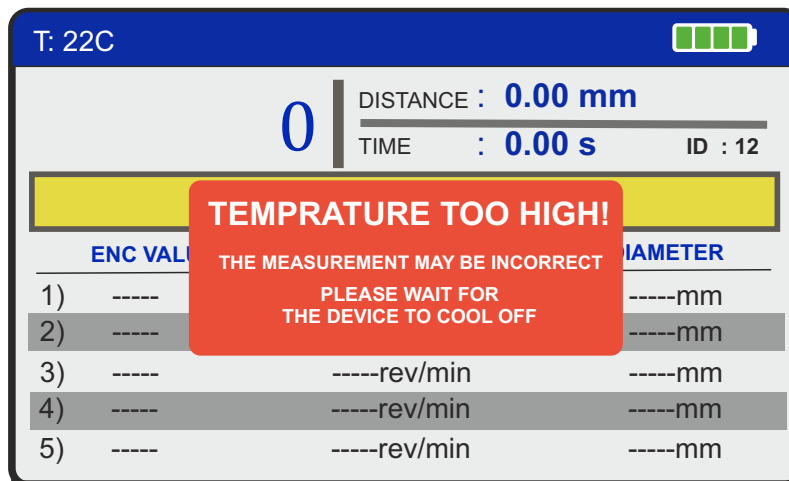 T: 22C
0
DISTANCE : 0.00 mm
TIME : 0.00 s ID : 12
TEMPRATURE TOO HIGH!
THE MEASUREMENT MAY BE INCORRECT
PLEASE WAIT FOR
THE DEVICE TO COOL OFF
ENC VALU IAMETER
1) ----- -----mm
2) ----- -----mm
3) ----- -----rev/min -----mm
4) ----- -----rev/min -----mm
5) ----- -----rev/min -----mm